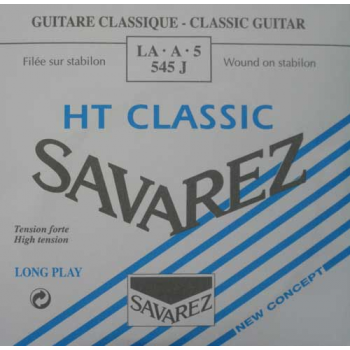 GUITARE CLASSIQUE - CLASSIC GUITAR
LA · A · 5
545 J
Filée sur stabilon
Wound on stabilon
HT CLASSIC
SAVAREZ
Tension forte
High tension
LONG PLAY
SAVAREZ
NEW CONCEPT